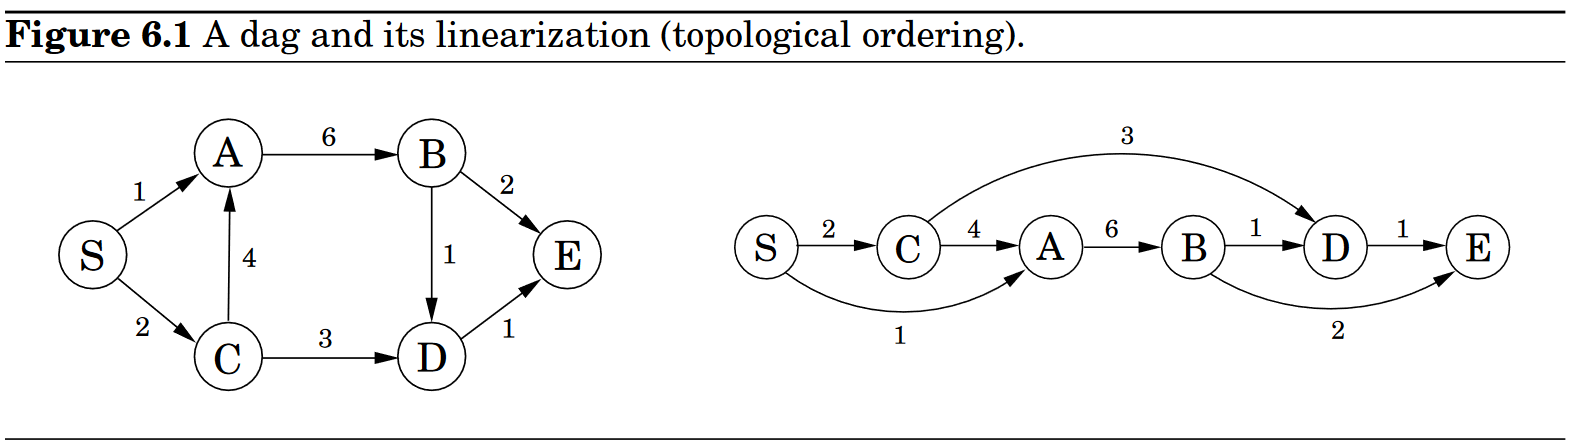 Figure 6.1 A dag and its linearization (topological ordering).
A 6 B
1 2
S 4 1 E
2 3 1
C D
3
S 2 C 4 A 6 B 1 D 1 E
1 2